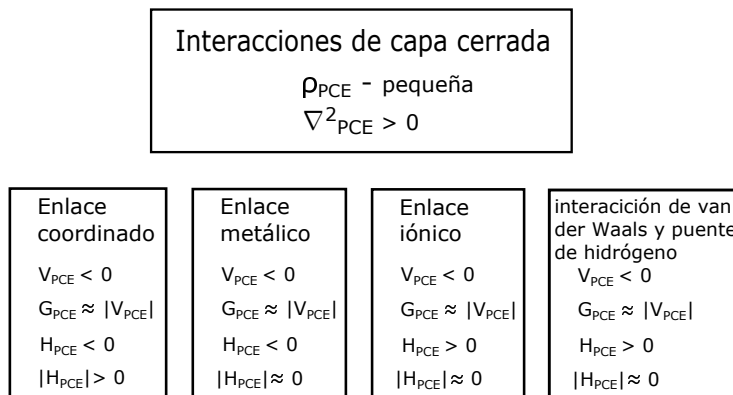 Interacciones de capa cerrada
ρPCE - pequeña
∇²PCE > 0
Enlace
coordinado
VPCE < 0
GPCE ≈ |VPCE|
HPCE < 0
|HPCE| > 0
Enlace
metálico
VPCE < 0
GPCE ≈ |VPCE|
HPCE < 0
|HPCE| ≈ 0
Enlace
iónico
VPCE < 0
GPCE ≈ |VPCE|
HPCE > 0
|HPCE| ≈ 0
interacición de van
der Waals y puente
de hidrógeno
VPCE < 0
GPCE ≈ |VPCE|
HPCE > 0
|HPCE| ≈ 0